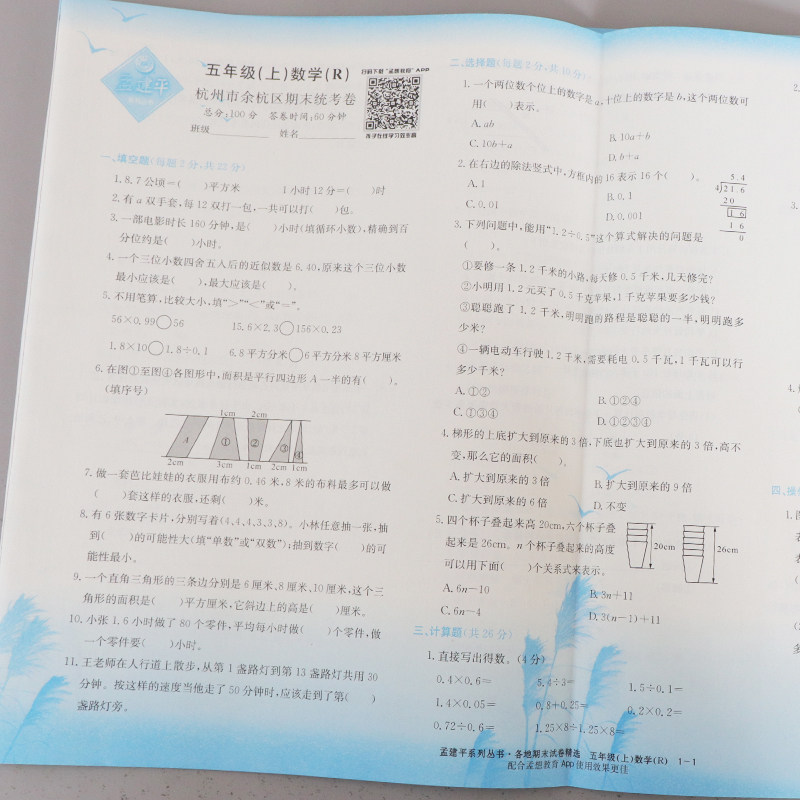 孟建平
五年级(上)数学(R)
扫码下载"孟想教育"APP
杭州市余杭区期末统考卷
总分:100分 答卷时间:60分钟
班级 姓名
一、填空题(每题2分,共22分)
1. 8.7公顷=( )平方米 1小时12分=( )时
2. 有a双手套,每12双打一包,一共可以打( )包。
3. 一部电影时长160分钟,是( )小时(填循环小数),精确到百
分位约是( )小时。
4. 一个三位小数四舍五入后的近似数是6.40,原来这个三位小数
最小应该是( ),最大应该是( )。
5. 不用笔算,比较大小,填">""<"或"="。
56×0.99○56 15.6×2.3○156×0.23
1.8×10○1.8÷0.1 6.8平方分米○6平方分米8平方厘米
6. 在图①至图④各图形中,面积是平行四边形A一半的有( )。
(填序号)
1cm 2cm
A ① ② ③ ④
2cm 3cm 1cm 2cm 1cm
7. 做一套芭比娃娃的衣服用布约0.46米,8米的布料最多可以做
( )套这样的衣服,还剩( )米。
8. 有6张数字卡片,分别写着(4、4、4、3、3、8)。小林任意抽一张,抽
到( )的可能性大(填"单数"或"双数");抽到数字( )的可
能性最小。
9. 一个直角三角形的三条边分别是6厘米、8厘米、10厘米,这个三
角形的面积是( )平方厘米,它斜边上的高是( )厘米。
10. 小张1.6小时做了80个零件,平均每小时做( )个零件,做
一个零件要( )小时。
11. 王老师在人行道上散步,从第1盏路灯到第13盏路灯共用30
分钟。按这样的速度当他走了50分钟时,应该走到了第( )
盏路灯旁。
二、选择题(每题2分,共10分)
1. 一个两位数个位上的数字是a,十位上的数字是b,这个两位数可
用( )表示。
A. ab B. 10a+b
C. 10b+a D. b+a
2. 在右边的除法竖式中,方框内的16表示16个( )。
A. 1 B. 0.1
C. 0.01 D. 0.001
5.4
4 21.6
20
1 6
1 6
0
3. 下列问题中,能用"1.2÷0.5"这个算式解决的问题是
( )。
①要修一条1.2千米的小路,每天修0.5千米,几天修完?
②小明用1.2元买了0.5千克苹果,1千克苹果要多少钱?
③聪聪跑了1.2千米,明明跑的路程是聪聪的一半,明明跑多
少米?
④一辆电动车行驶1.2千米,需要耗电0.5千瓦,1千瓦可以行
多少千米?
A. ①② B. ①②④
C. ①③④ D. ①②③④
4. 梯形的上底扩大到原来的3倍,下底也扩大到原来的3倍,高不
变,那么它的面积( )。
A. 扩大到原来的3倍 B. 扩大到原来的9倍
C. 扩大到原来的6倍 D. 不变
5. 四个杯子叠起来高20cm,六个杯子叠
起来是26cm。n个杯子叠起来的高度
可以用下面( )个关系式来表示。
20cm 26cm
A. 6n−10 B. 3n+11
C. 6n−4 D. 3(n−1)+11
三、计算题(共26分)
1. 直接写出得数。(4分)
0.4×0.6= 5.4÷3= 1.5÷0.1=
1.4×0.05= 0.8+0.25= 0.2×0.2=
0.72÷0.6= 1.25×8÷1.25×8=
孟建平系列丛书·各地期末试卷精选 五年级(上)数学(R) 1-1
配合孟想教育App使用效果更佳